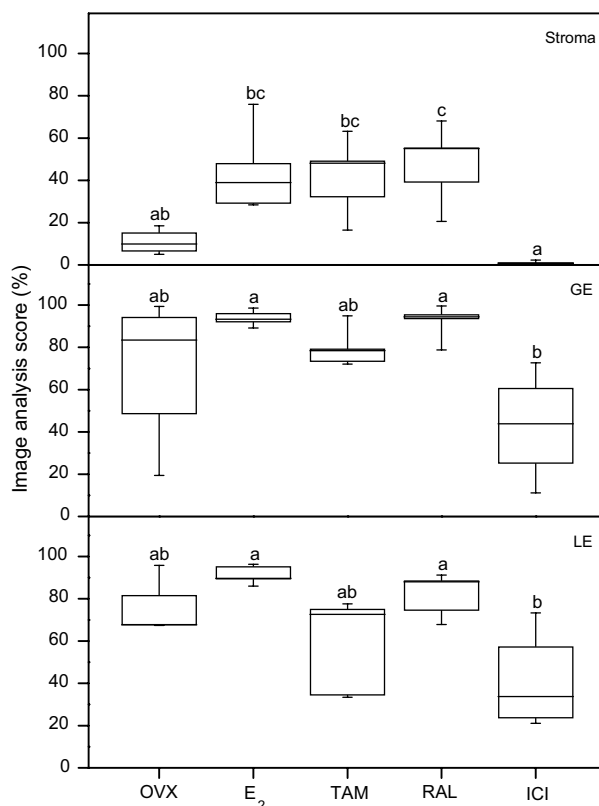 Image analysis score (%)
Stroma
100
80
60
40
20
0
ab
bc
bc
c
a
GE
100
80
60
40
20
0
ab
a
ab
a
b
LE
100
80
60
40
20
0
ab
a
ab
a
b
OVX E₂ TAM RAL ICI